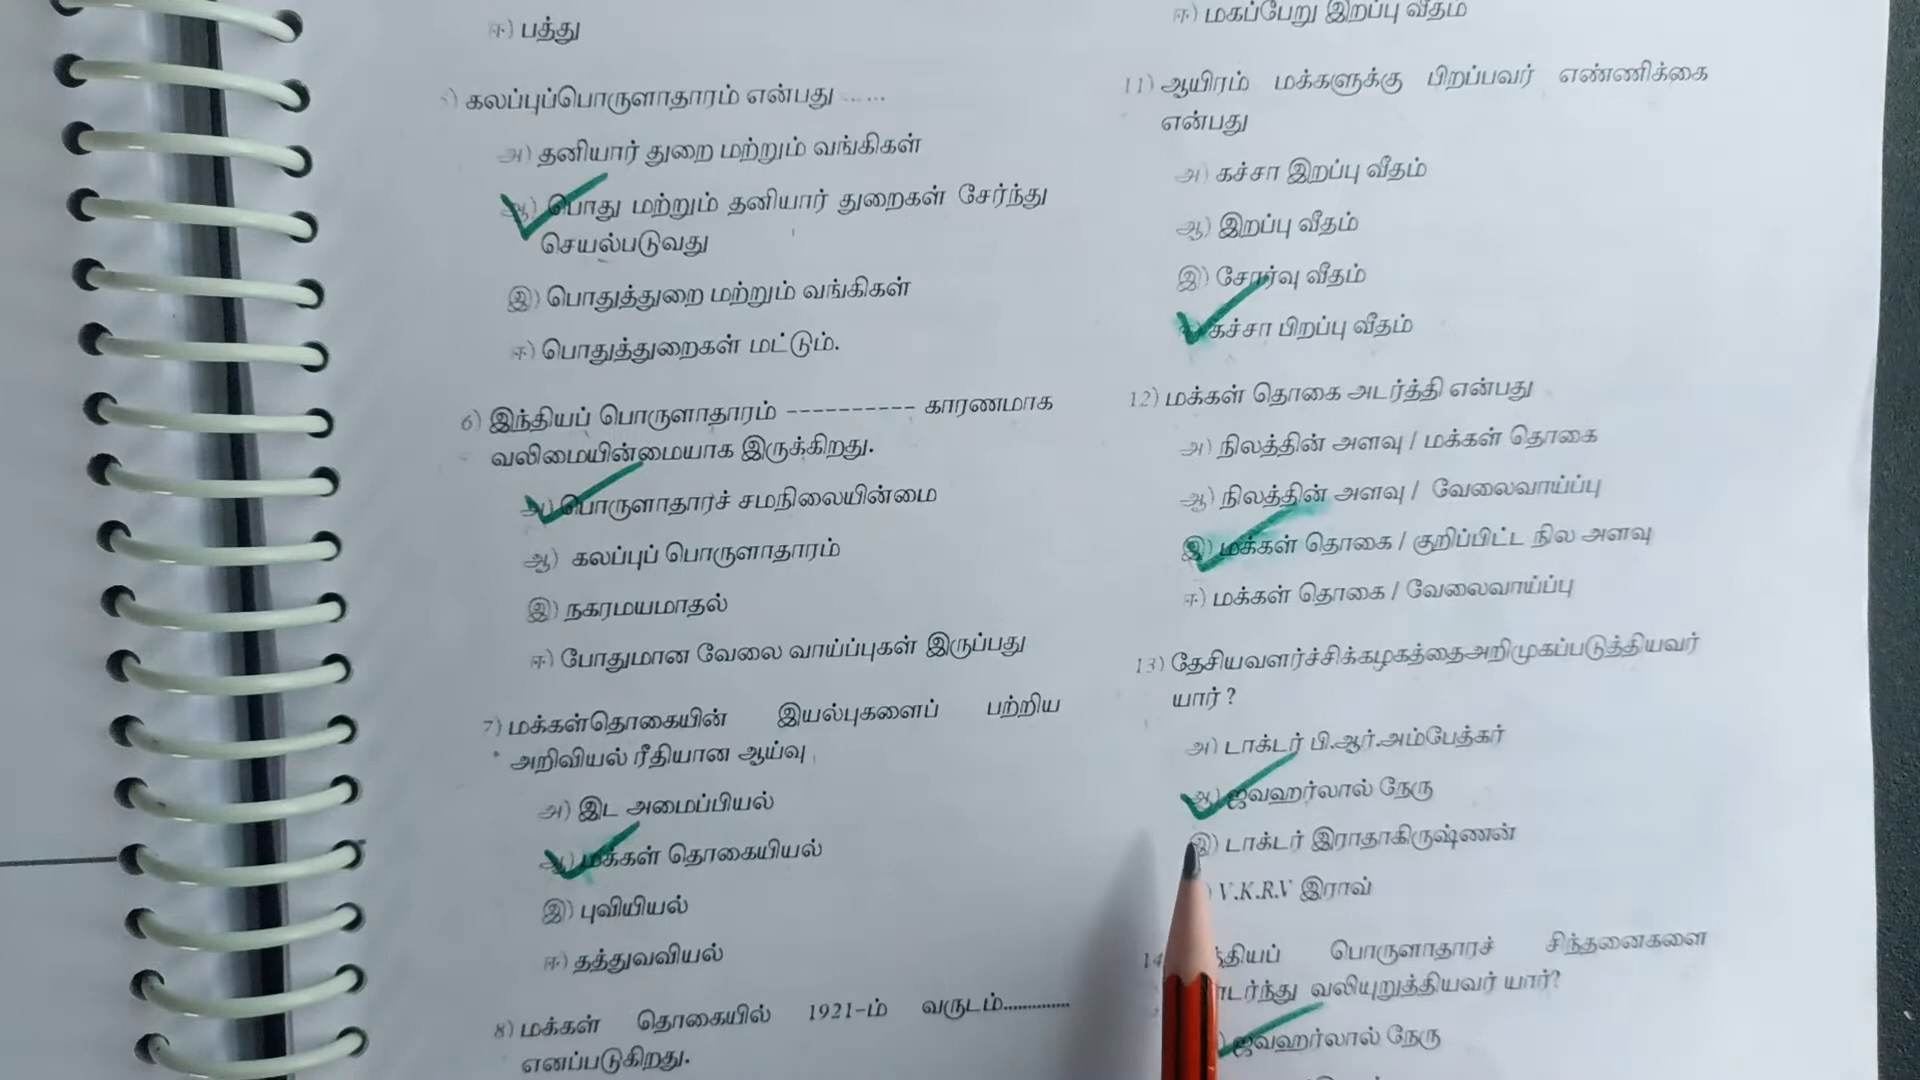 ஈ) பத்து
) கலப்புப்பொருளாதாரம் என்பது ......
அ) தனியார் துறை மற்றும் வங்கிகள்
ஆ) பொது மற்றும் தனியார் துறைகள் சேர்ந்து
செயல்படுவது
இ) பொதுத்துறை மற்றும் வங்கிகள்
ஈ) பொதுத்துறைகள் மட்டும்.
6) இந்தியப் பொருளாதாரம் ---------- காரணமாக
வலிமையின்மையாக இருக்கிறது.
அ) பொருளாதாரச் சமநிலையின்மை
ஆ) கலப்புப் பொருளாதாரம்
இ) நகரமயமாதல்
ஈ) போதுமான வேலை வாய்ப்புகள் இருப்பது
7) மக்கள்தொகையின் இயல்புகளைப் பற்றிய
அறிவியல் ரீதியான ஆய்வு
அ) இட அமைப்பியல்
ஆ) மக்கள் தொகையியல்
இ) புவியியல்
ஈ) தத்துவவியல்
8) மக்கள் தொகையில் 1921-ம் வருடம்.............
எனப்படுகிறது.
ஈ) மகப்பேறு இறப்பு வீதம்
11) ஆயிரம் மக்களுக்கு பிறப்பவர் எண்ணிக்கை
என்பது
அ) கச்சா இறப்பு வீதம்
ஆ) இறப்பு வீதம்
இ) சோர்வு வீதம்
கச்சா பிறப்பு வீதம்
12) மக்கள் தொகை அடர்த்தி என்பது
அ) நிலத்தின் அளவு / மக்கள் தொகை
ஆ) நிலத்தின் அளவு / வேலைவாய்ப்பு
இ) மக்கள் தொகை / குறிப்பிட்ட நில அளவு
ஈ) மக்கள் தொகை / வேலைவாய்ப்பு
13) தேசியவளர்ச்சிக்கழகத்தைஅறிமுகப்படுத்தியவர்
யார் ?
அ) டாக்டர் பி.ஆர்.அம்பேத்கர்
ஆ) ஜவஹர்லால் நேரு
இ) டாக்டர் இராதாகிருஷ்ணன்
) V.K.R.V இராவ்
14 பொருளாதாரச் சிந்தனைகளை
வலியுறுத்தியவர் யார்?
) ஜவஹர்லால் நேரு